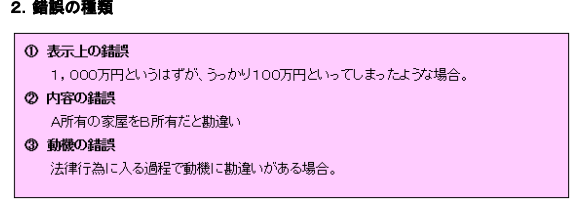 ２．錯誤の種類
① 表示上の錯誤
１，０００万円というはずが、うっかり１００万円といってしまったような場合。
② 内容の錯誤
Ａ所有の家屋をＢ所有だと勘違い
③ 動機の錯誤
法律行為に入る過程で動機に勘違いがある場合。